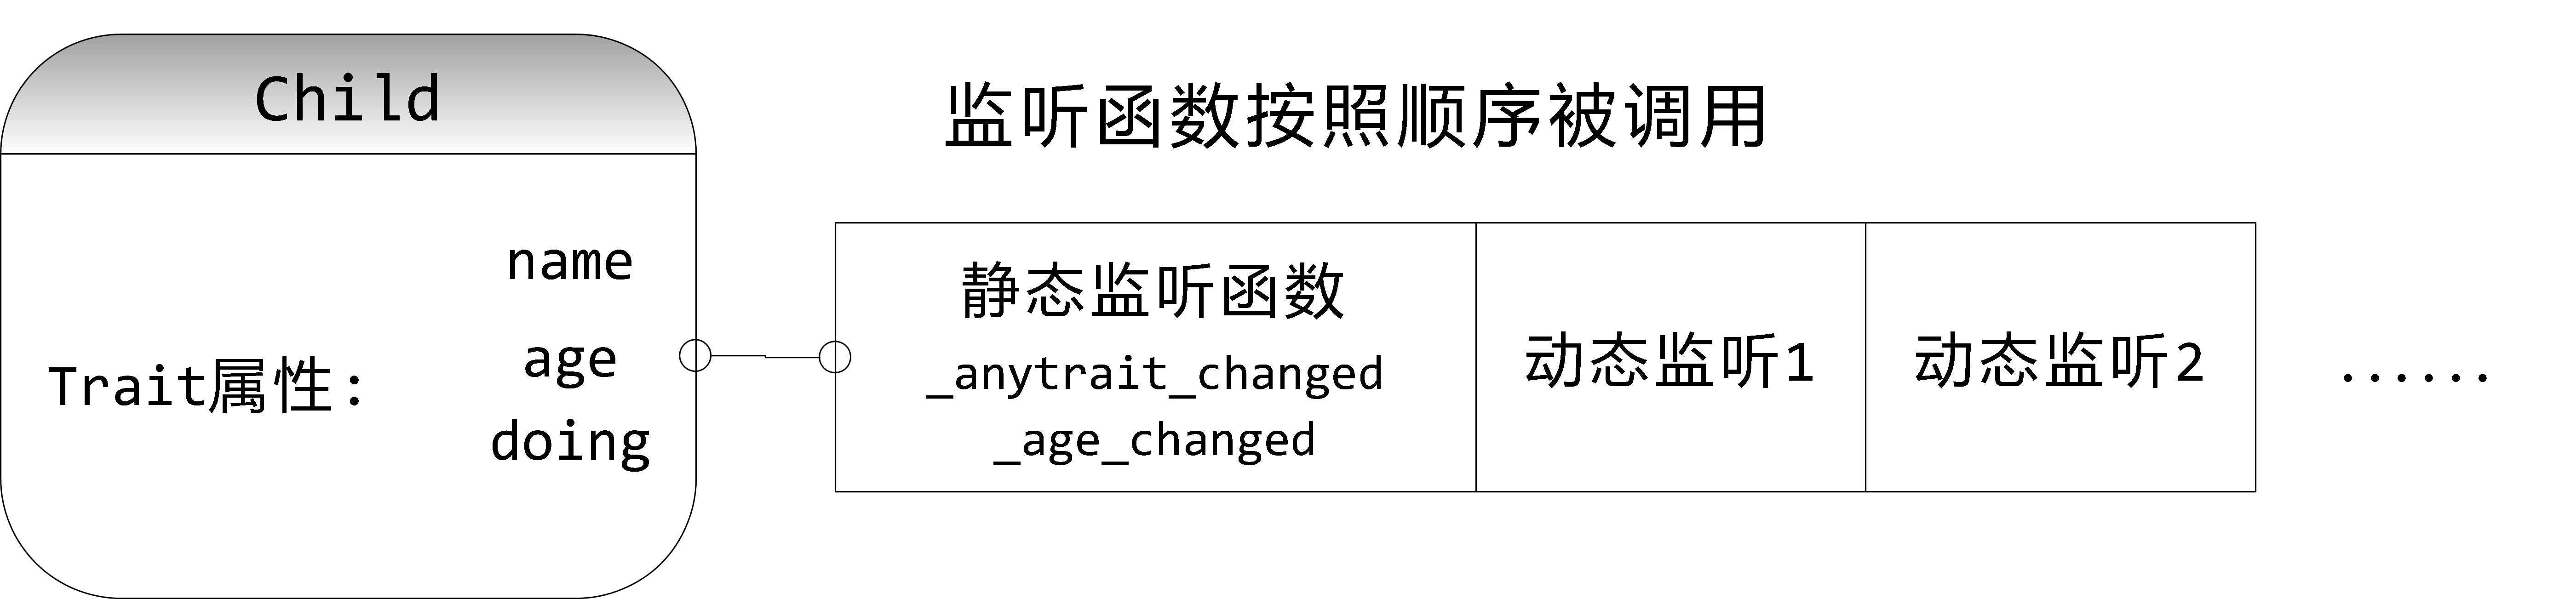 Child
Trait属性:
name
age
doing
监听函数按照顺序被调用
静态监听函数
_anytrait_changed
_age_changed
动态监听1
动态监听2
......